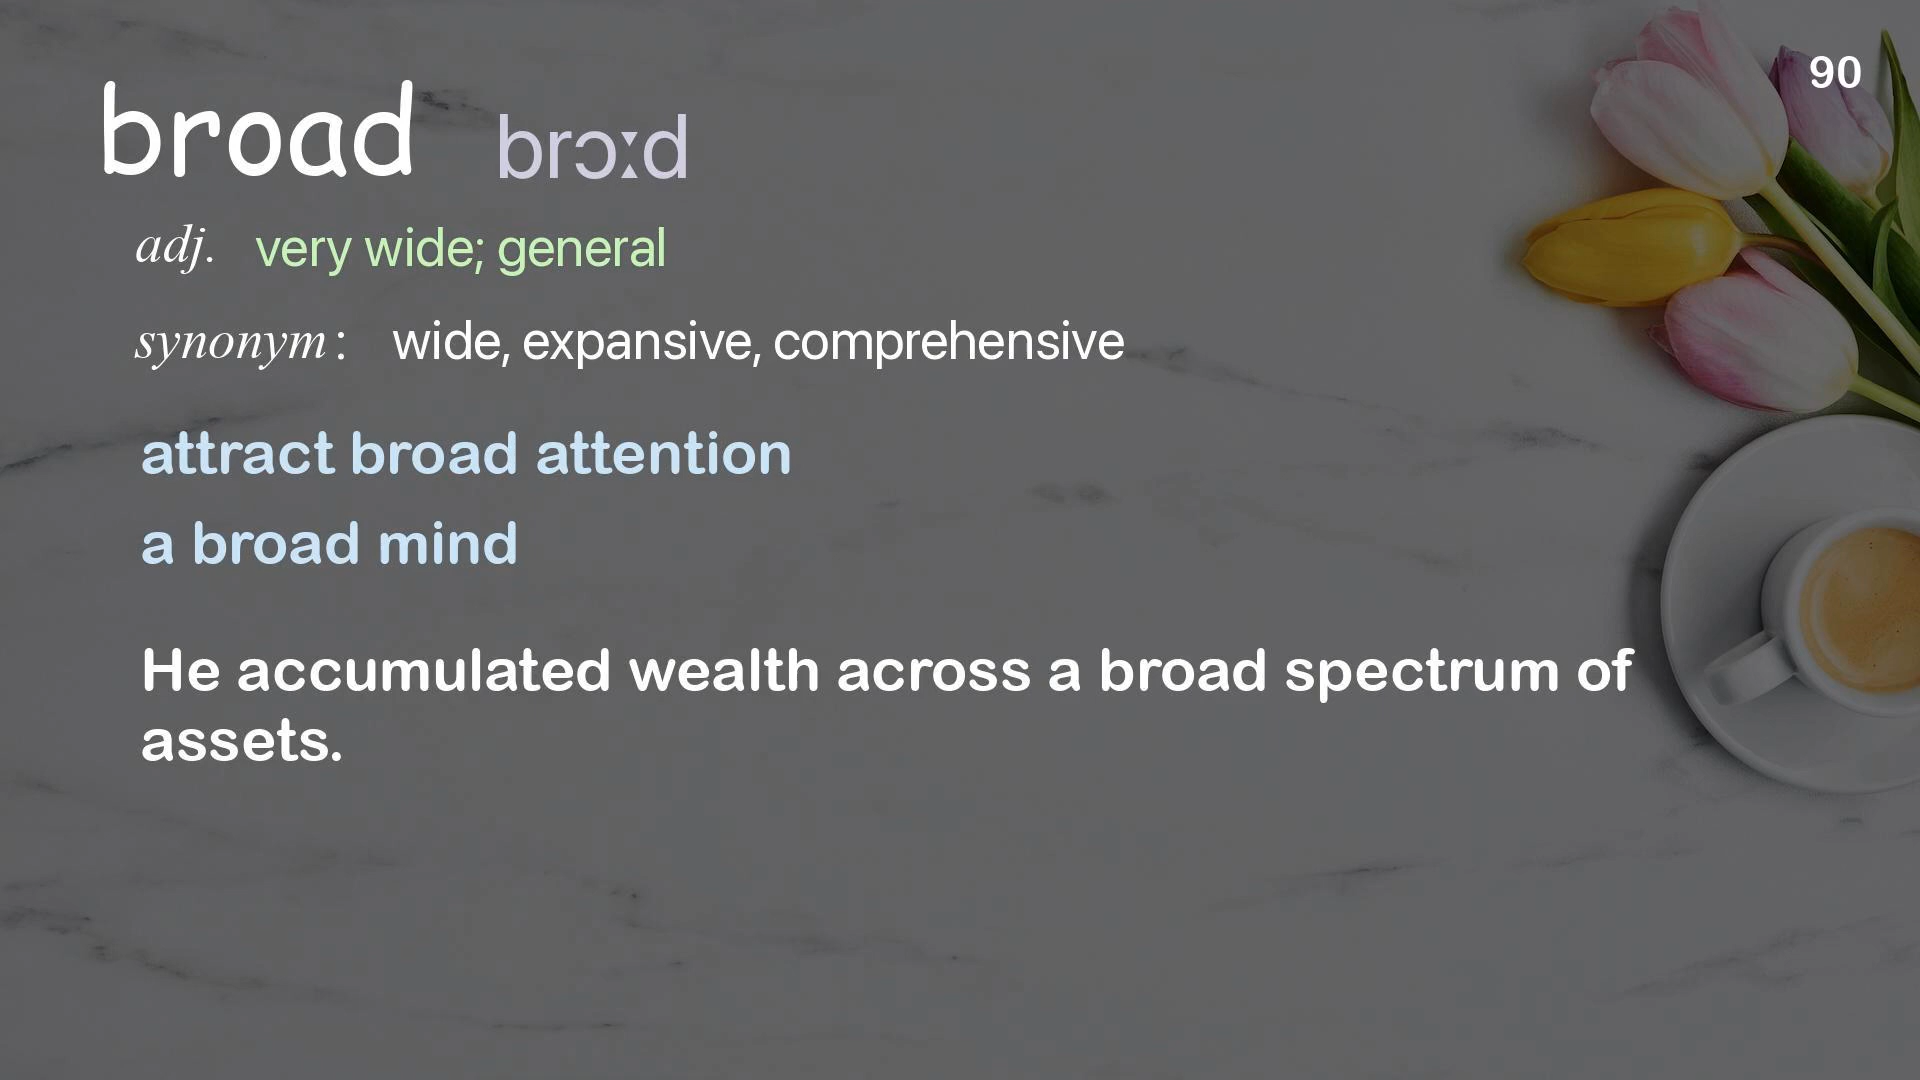 90
broad brɔːd
adj. very wide; general
synonym: wide, expansive, comprehensive
attract broad attention
a broad mind
He accumulated wealth across a broad spectrum of
assets.